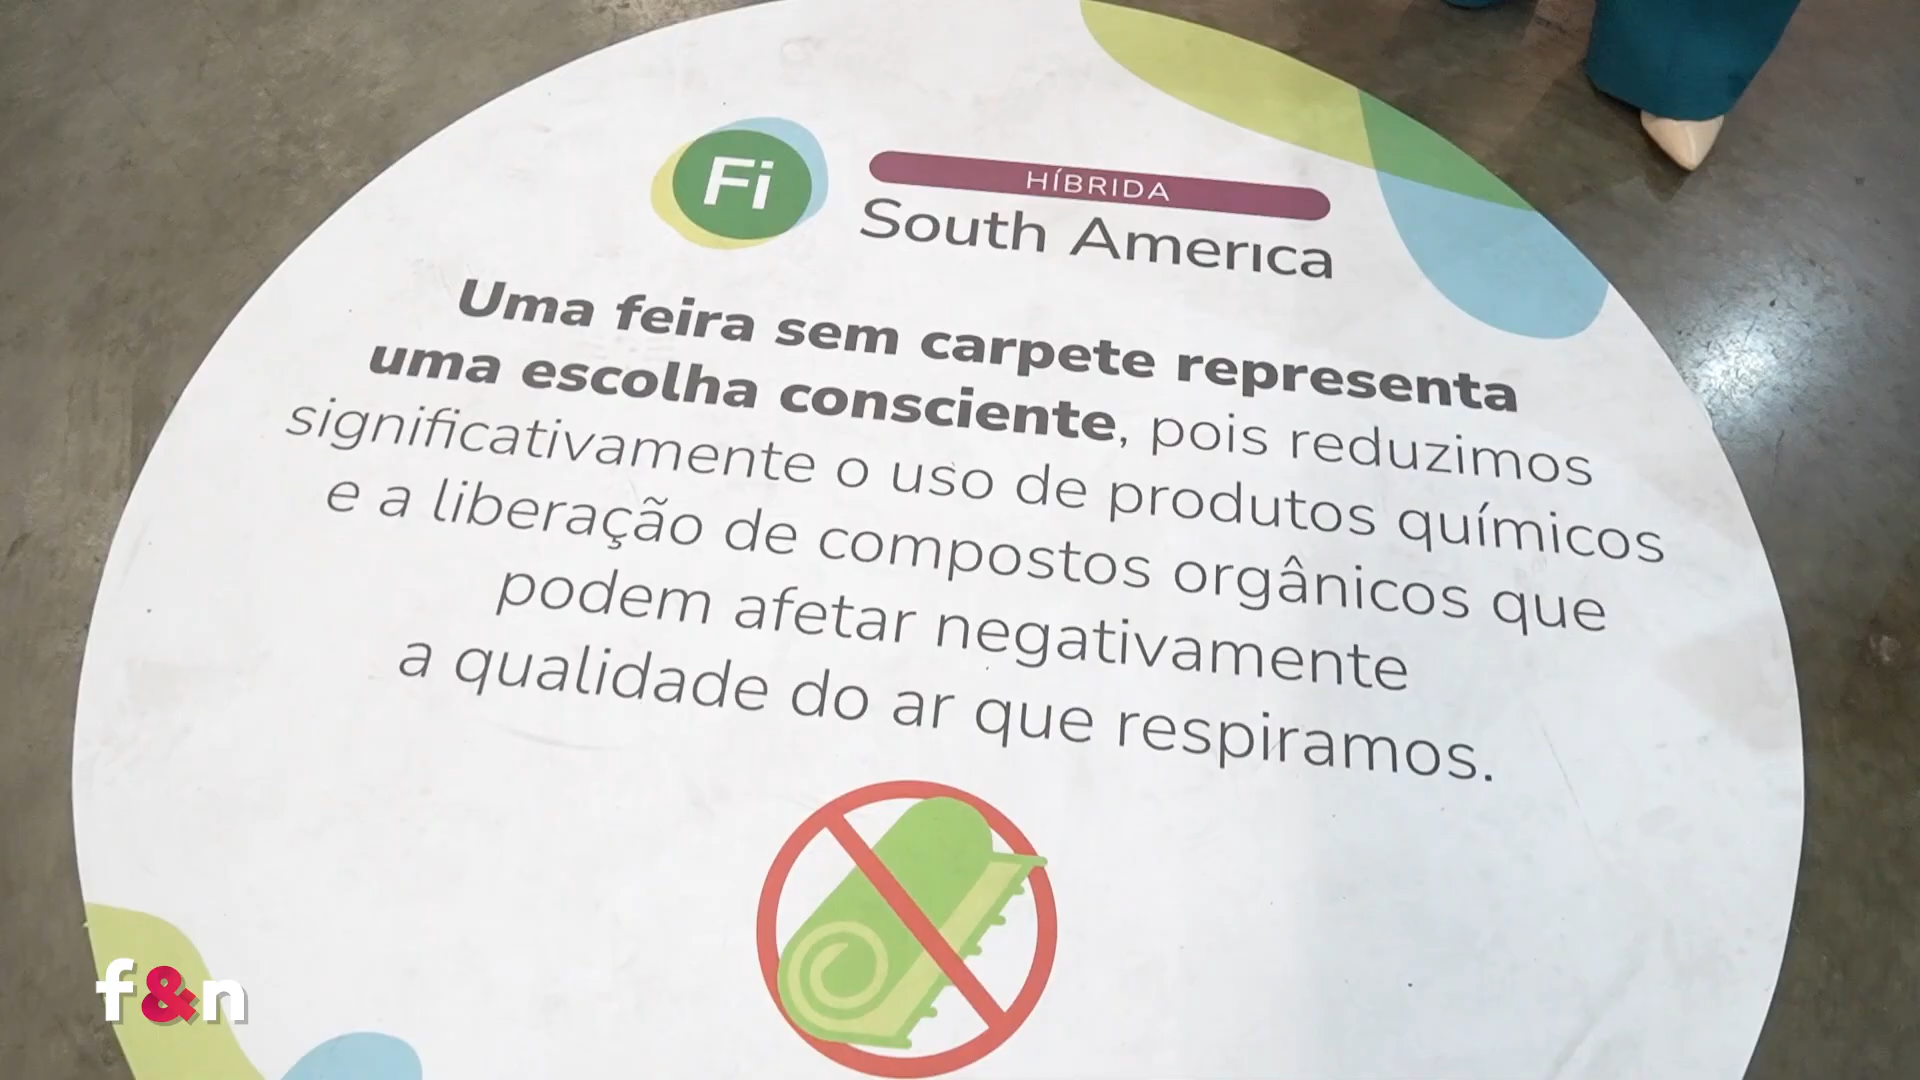 Fi
HÍBRIDA
South America
Uma feira sem carpete representa
uma escolha consciente, pois reduzimos
significativamente o uso de produtos químicos
e a liberação de compostos orgânicos que
podem afetar negativamente
a qualidade do ar que respiramos.
f&n